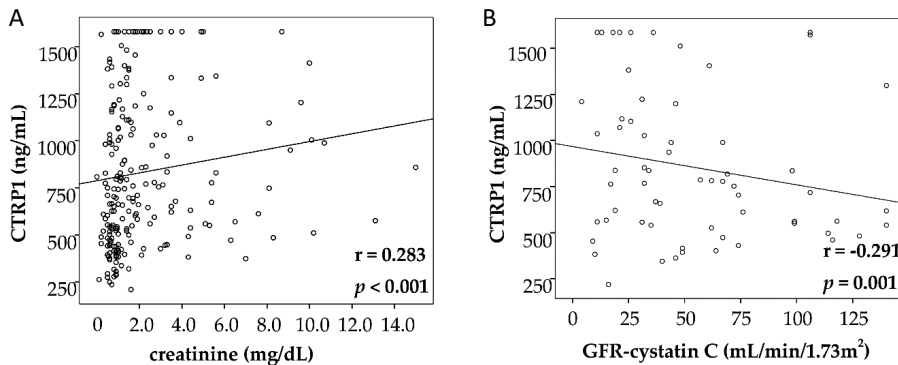 A
CTRP1 (ng/mL)
1500
1250
1000
750
500
250
r = 0.283
p < 0.001
0 2.0 4.0 6.0 8.0 10.0 12.0 14.0
creatinine (mg/dL)
B
CTRP1 (ng/mL)
1500
1250
1000
750
500
250
r = -0.291
p = 0.001
0 25 50 75 100 125
GFR-cystatin C (mL/min/1.73m²)